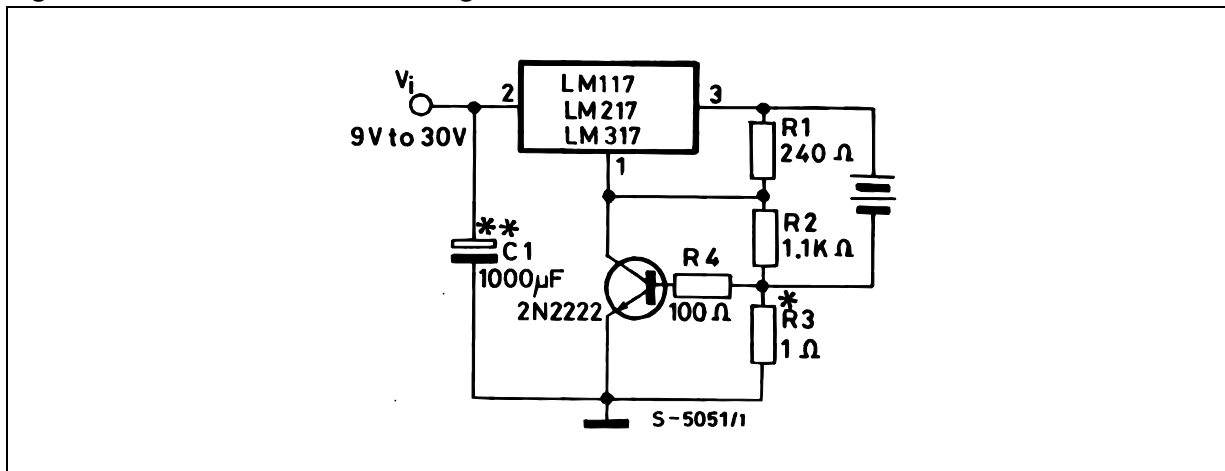 Vi
9V to 30V
2
LM117
LM217
LM317
3
1
R1
240 Ω
R2
1.1K Ω
R4
100 Ω
*
R3
1 Ω
**
C1
1000µF
2N2222
S-5051/1